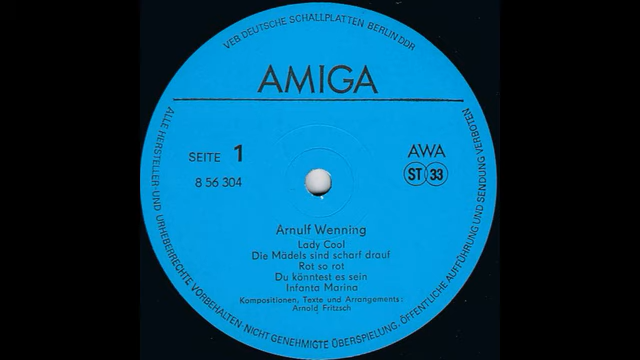 VEB DEUTSCHE SCHALLPLATTEN BERLIN DDR
AMIGA
SEITE 1
8 56 304
AWA
ST 33
Arnulf Wenning
Lady Cool
Die Mädels sind scharf drauf
Rot so rot
Du könntest es sein
Infanta Marina
Kompositionen, Texte und Arrangements:
Arnold Fritzsch
ALLE HERSTELLER-UND URHEBERRECHTE VORBEHALTEN·NICHT GENEHMIGTE ÜBERSPIELUNG, ÖFFENTLICHE AUFFÜHRUNG UND SENDUNG VERBOTEN